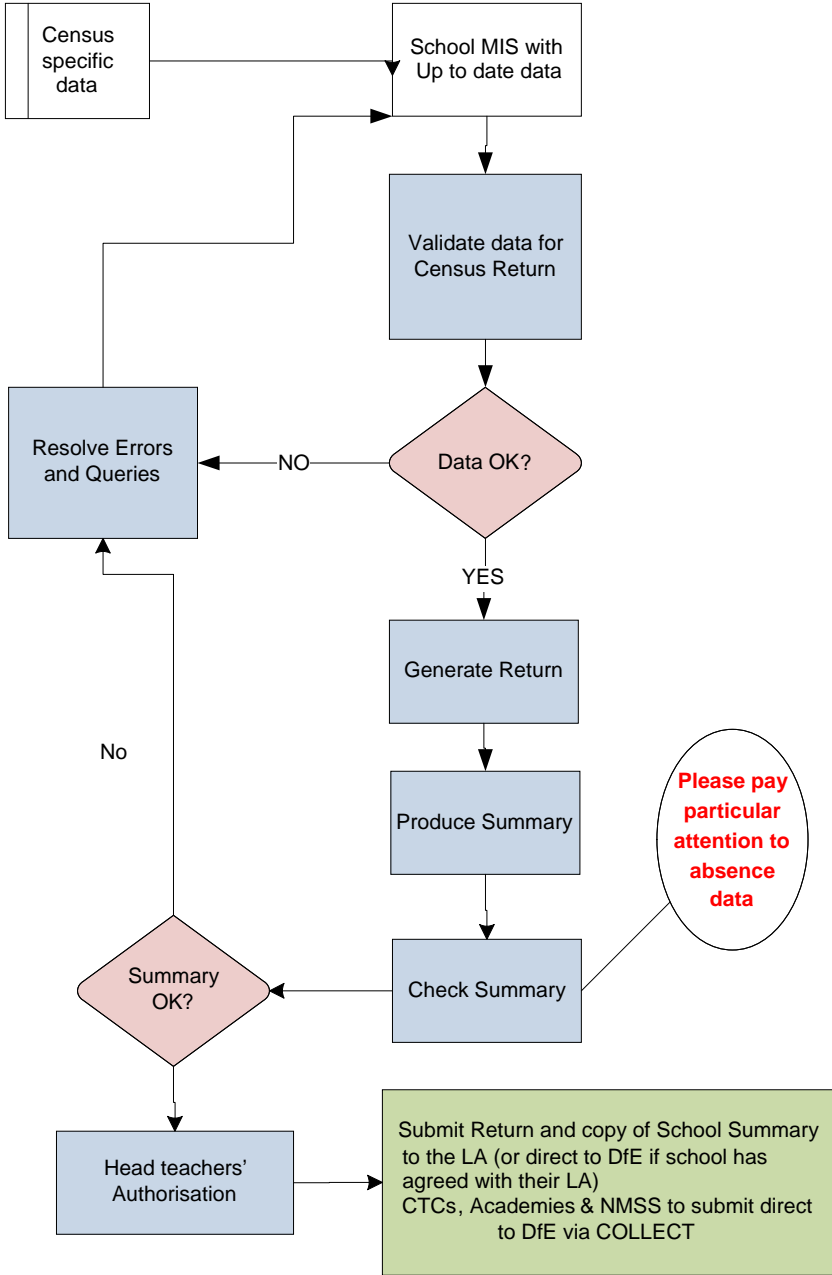 Census
specific
data
School MIS with
Up to date data
Validate data for
Census Return
Resolve Errors
and Queries
NO
Data OK?
YES
Generate Return
No
Produce Summary
Please pay
particular
attention to
absence
data
Summary
OK?
Check Summary
Head teachers’
Authorisation
Submit Return and copy of School Summary
to the LA (or direct to DfE if school has
agreed with their LA)
CTCs, Academies & NMSS to submit direct
to DfE via COLLECT